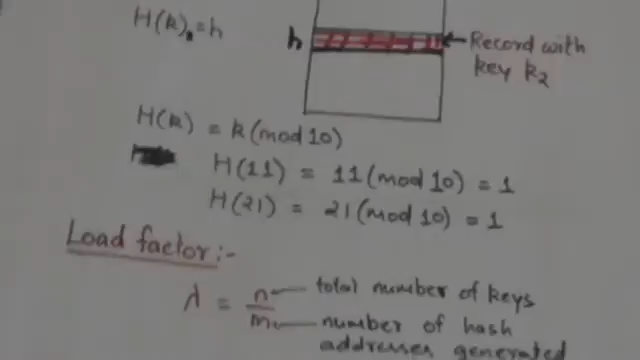 H(k) = h
h
Record with
key k2
H(k) = k(mod 10)
H(11) = 11(mod 10) = 1
H(21) = 21(mod 10) = 1
Load factor:-
λ = n/m
total number of keys
number of hash
addresses generated